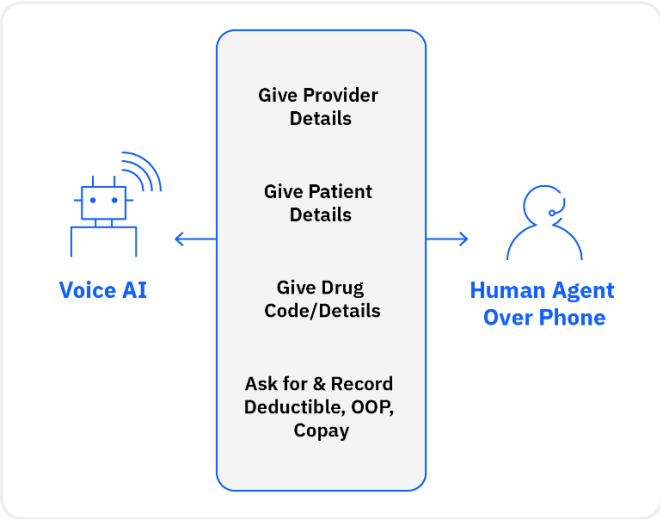 Give Provider
Details
Give Patient
Details
Give Drug
Code/Details
Ask for & Record
Deductible, OOP,
Copay
Voice AI
Human Agent
Over Phone